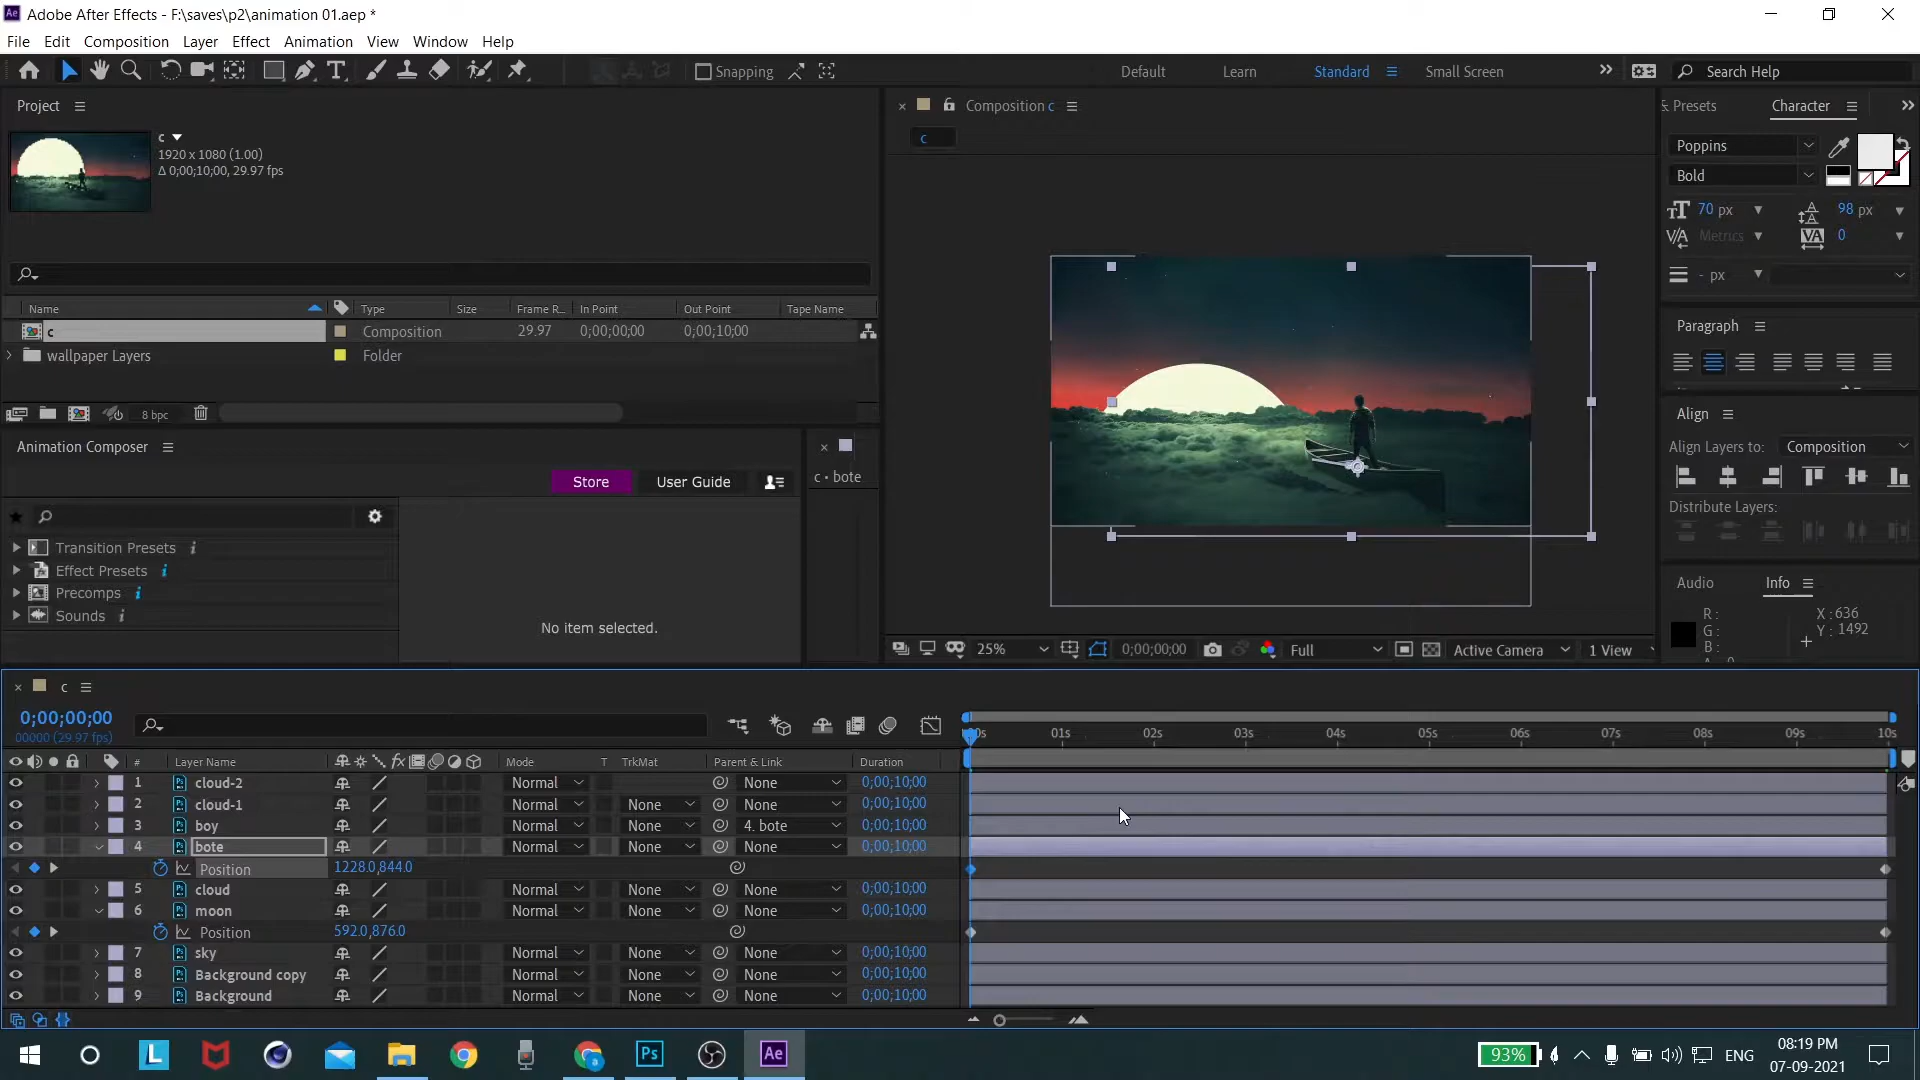 Adobe After Effects - F:\saves\p2\animation 01.aep *
File Edit Composition Layer Effect Animation View Window Help
Snapping Default Learn Standard Small Screen Search Help
Project
c
1920 x 1080 (1.00)
Δ 0;00;10;00, 29.97 fps
Name Type Size Frame R... In Point Out Point Tape Name
c Composition 29.97 0;00;00;00 0;00;10;00
wallpaper Layers Folder
8 bpc
Animation Composer
Store User Guide
Transition Presets
Effect Presets
Precomps
Sounds
No item selected.
c • bote
Composition c
c
25% 0;00;00;00 Full Active Camera 1 View
Presets Character
Poppins
Bold
70 px 98 px
Metrics 0
- px
Paragraph
Align
Align Layers to: Composition
Distribute Layers:
Audio Info
R :
G :
B :
X : 636
Y : 1492
c
0;00;00;00
00000 (29.97 fps)
01s 02s 03s 04s 05s 06s 07s 08s 09s 10s
# Layer Name Mode T TrkMat Parent & Link Duration
1 cloud-2 Normal None 0;00;10;00
2 cloud-1 Normal None None 0;00;10;00
3 boy Normal None 4. bote 0;00;10;00
4 bote Normal None None 0;00;10;00
Position 1228.0,844.0
5 cloud Normal None None 0;00;10;00
6 moon Normal None None 0;00;10;00
Position 592.0,876.0
7 sky Normal None None 0;00;10;00
8 Background copy Normal None None 0;00;10;00
9 Background Normal None None 0;00;10;00
L Ps Ae
93% ENG
08:19 PM
07-09-2021